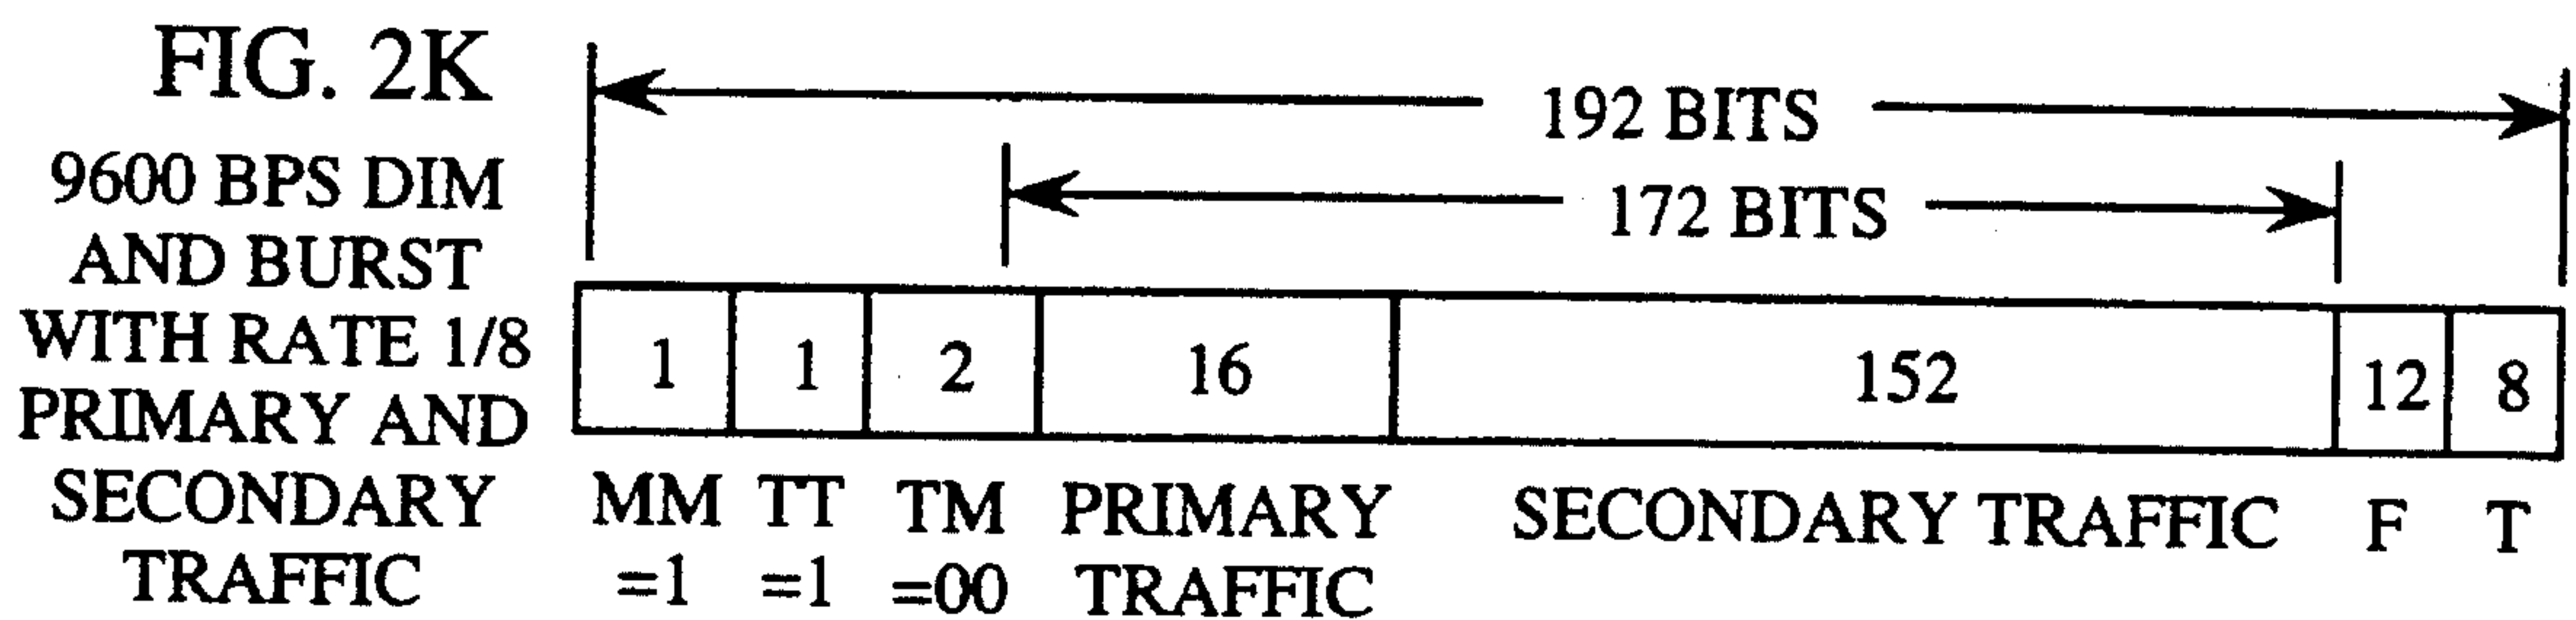 FIG. 2K
9600 BPS DIM
AND BURST
WITH RATE 1/8
PRIMARY AND
SECONDARY
TRAFFIC
192 BITS
172 BITS
1 1 2 16 152 12 8
MM TT TM PRIMARY SECONDARY TRAFFIC F T
=1 =1 =00 TRAFFIC